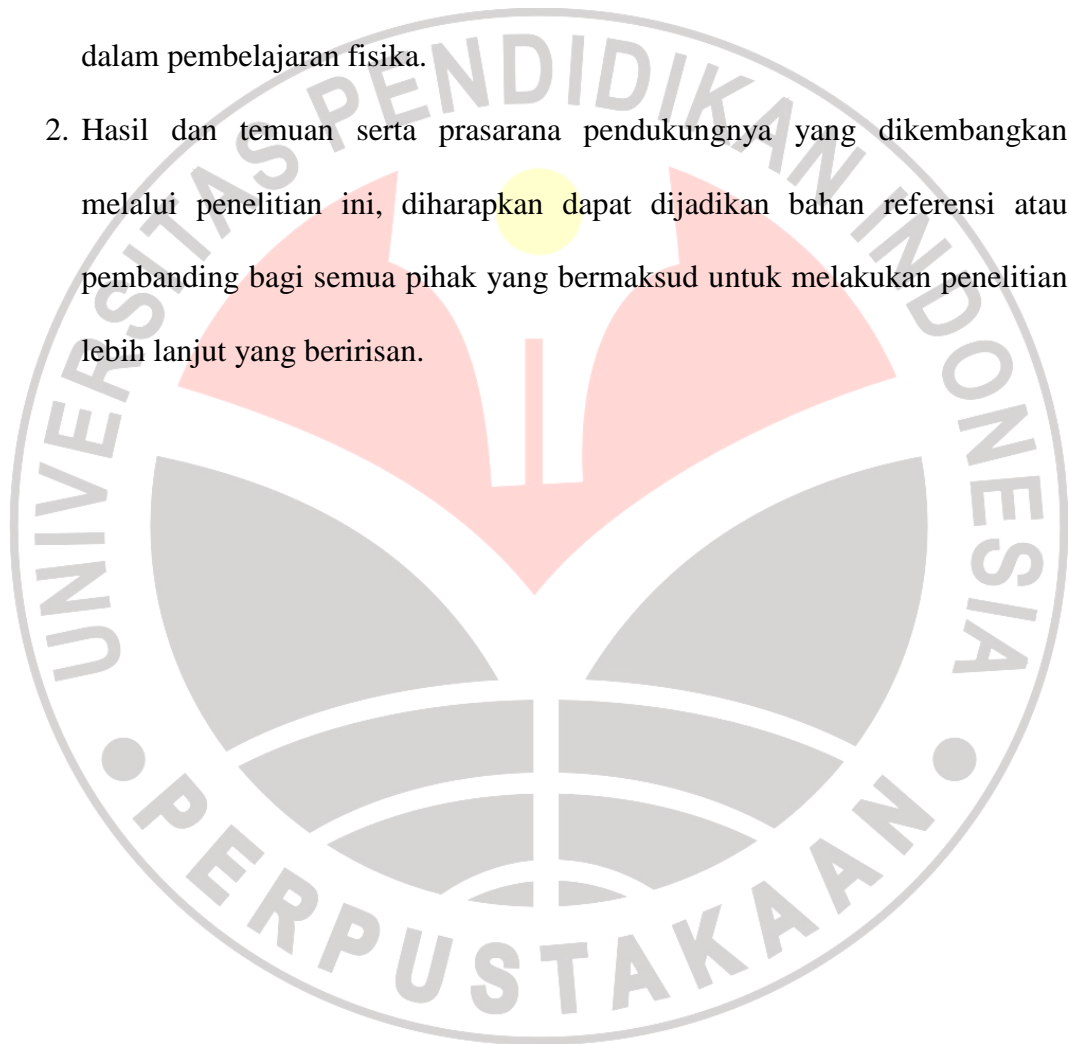 dalam pembelajaran fisika.
2. Hasil dan temuan serta prasarana pendukungnya yang dikembangkan
melalui penelitian ini, diharapkan dapat dijadikan bahan referensi atau
pembanding bagi semua pihak yang bermaksud untuk melakukan penelitian
lebih lanjut yang beririsan.
UNIVERSITAS PENDIDIKAN INDONESIA
PERPUSTAKAAN